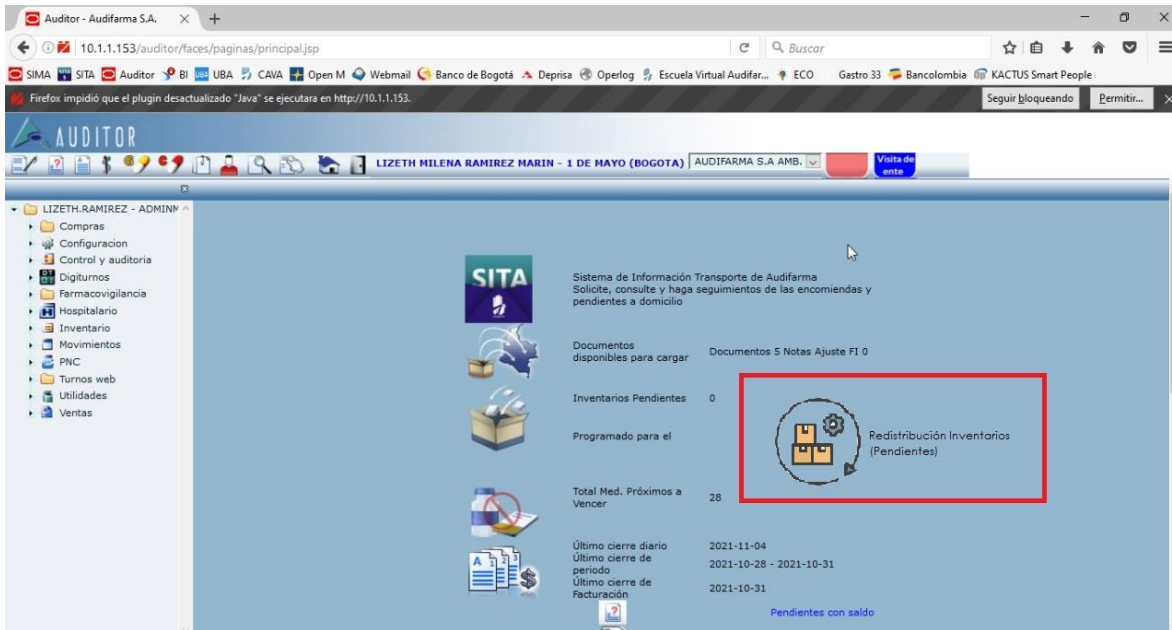 Auditor - Audifarma S.A.
10.1.1.153/auditor/faces/paginas/principal.jsp
Buscar
SIMA SITA Auditor BI UBA UBA CAVA Open M Webmail Banco de Bogotá Deprisa Operlog Escuela Virtual Audifar... ECO Gastro 33 Bancolombia KACTUS Smart People
Firefox impidió que el plugin desactualizado "Java" se ejecutara en http://10.1.1.153.
Seguir bloqueando
Permitir...
AUDITOR
LIZETH MILENA RAMIREZ MARIN - 1 DE MAYO (BOGOTA)
AUDIFARMA S.A AMB.
Visita de
ente
LIZETH.RAMIREZ - ADMINM
Compras
Configuracion
Control y auditoria
Digiturnos
Farmacovigilancia
Hospitalario
Inventario
Movimientos
PNC
Turnos web
Utilidades
Ventas
SITA
Sistema de Información Transporte de Audifarma
Solicite, consulte y haga seguimientos de las encomiendas y
pendientes a domicilio
Documentos
disponibles para cargar
Documentos 5 Notas Ajuste FI 0
Inventarios Pendientes 0
Programado para el
Redistribución Inventarios
(Pendientes)
Total Med. Próximos a
Vencer
28
Último cierre diario 2021-11-04
Último cierre de
periodo
2021-10-28 - 2021-10-31
Último cierre de
Facturación
2021-10-31
Pendientes con saldo